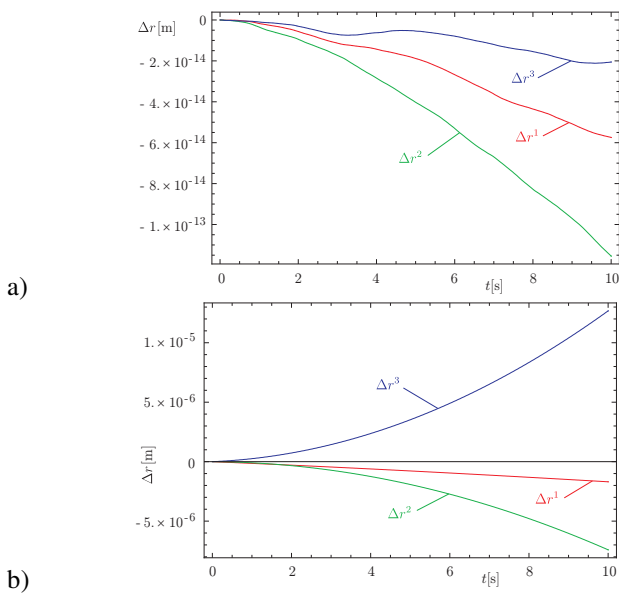 Δr[m]
0
- 2. × 10⁻¹⁴
- 4. × 10⁻¹⁴
- 6. × 10⁻¹⁴
- 8. × 10⁻¹⁴
- 1. × 10⁻¹³
Δr³
Δr¹
Δr²
0 2 4 6 8 10
t[s]
a)
1. × 10⁻⁵
5. × 10⁻⁶
0
- 5. × 10⁻⁶
Δr[m]
Δr³
Δr¹
Δr²
0 2 4 6 8 10
t[s]
b)